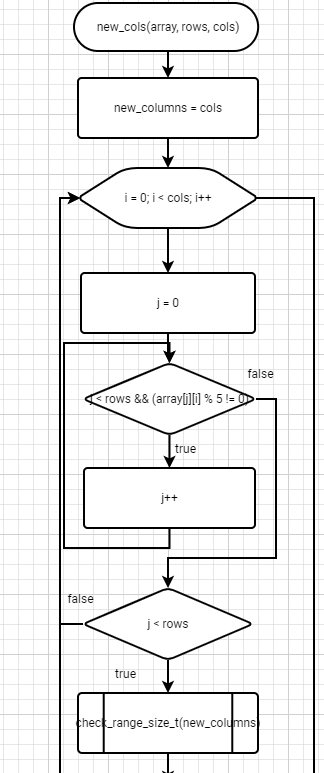 new_cols(array, rows, cols)
new_columns = cols
i = 0; i < cols; i++
j = 0
false
j < rows && (array[j][i] % 5 != 0)
true
j++
false
j < rows
true
check_range_size_t(new_columns)